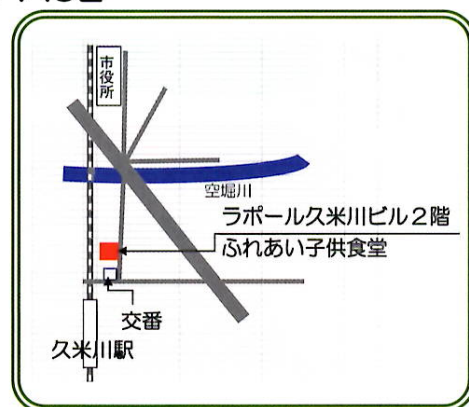 市役所
空堀川
ラポール久米川ビル2階
ふれあい子供食堂
交番
久米川駅